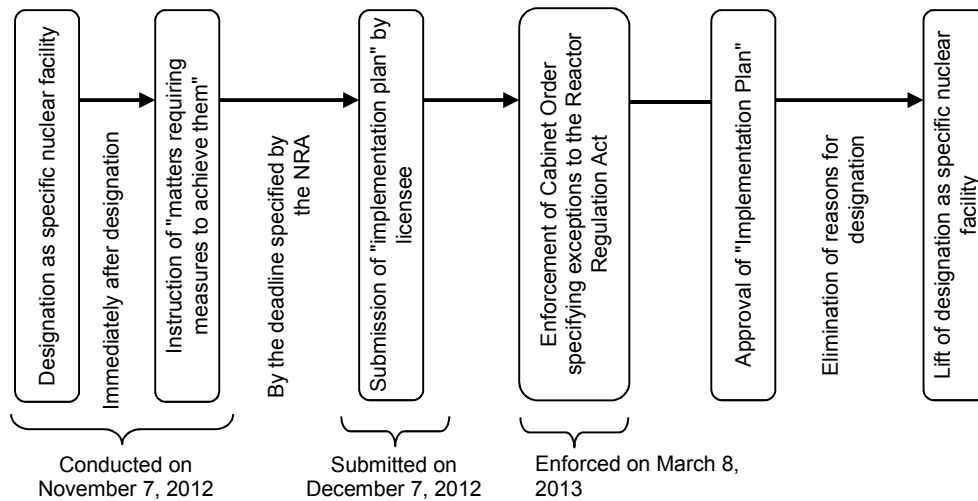 Designation as specific nuclear facility
Immediately after designation
Instruction of "matters requiring
measures to achieve them"
By the deadline specified by
the NRA
Submission of "implementation plan" by
licensee
Enforcement of Cabinet Order
specifying exceptions to the Reactor
Regulation Act
Approval of "Implementation Plan"
Elimination of reasons for
designation
Lift of designation as specific nuclear
facility
Conducted on
November 7, 2012
Submitted on
December 7, 2012
Enforced on March 8,
2013